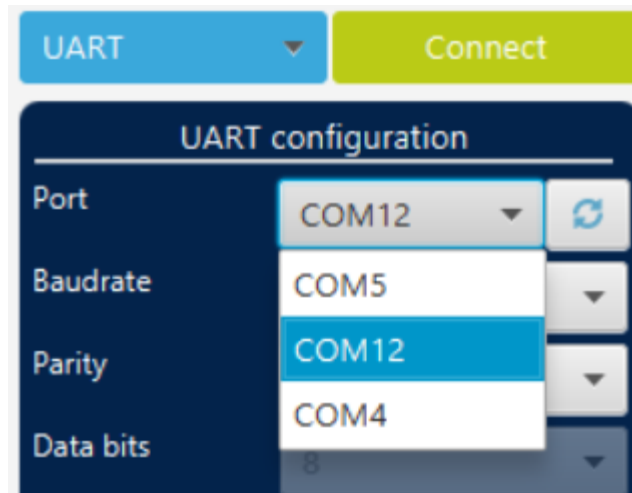 UART Connect
UART configuration
Port COM12
Baudrate COM5
COM12
Parity
COM4
Data bits 8